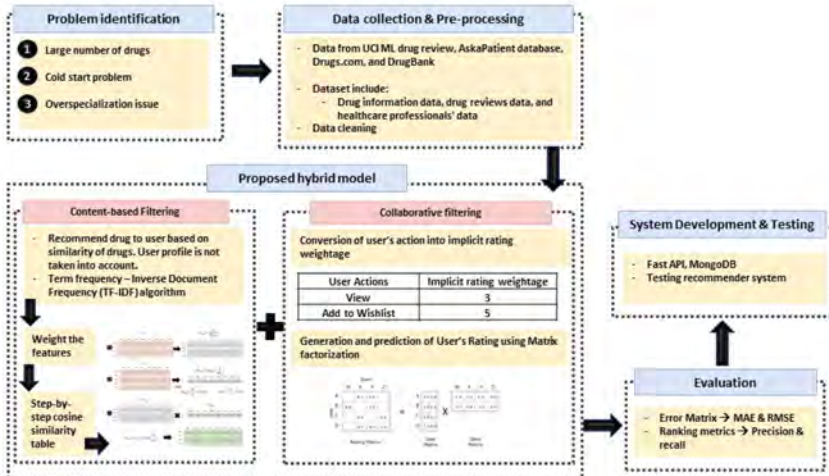 Problem identification
1 Large number of drugs
2 Cold start problem
3 Overspecialization issue
Data collection & Pre-processing
- Data from UCI ML drug review, AskaPatient database,
Drugs.com, and DrugBank
- Dataset include:
- Drug information data, drug reviews data, and
healthcare professionals' data
- Data cleaning
Proposed hybrid model
Content-based Filtering
- Recommend drug to user based on
similarity of drugs. User profile is
not taken into account.
- Term frequency – Inverse Document
Frequency (TF-IDF) algorithm
Weight the
features
Step-by-
step cosine
similarity
table
Collaborative filtering
Conversion of user's action into implicit rating
weightage
User Actions Implicit rating weightage
View 3
Add to Wishlist 5
Generation and prediction of User's Rating using Matrix
factorization
Rating Matrix
User
Matrix
Matrix
System Development & Testing
- Fast API, MongoDB
- Testing recommender system
Evaluation
- Error Matrix → MAE & RMSE
- Ranking metrics → Precision &
recall